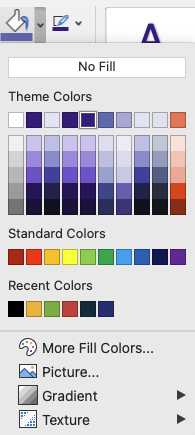 A
No Fill
Theme Colors
Standard Colors
Recent Colors
More Fill Colors...
Picture...
Gradient
Texture